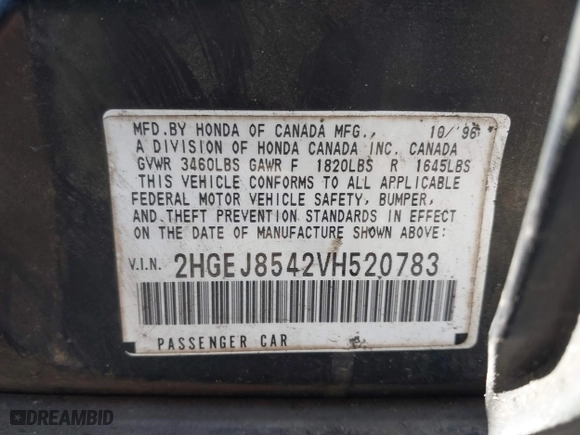 MFD.BY HONDA OF CANADA MFG., 10/'96
A DIVISION OF HONDA CANADA INC. CANADA
GVWR 3460LBS GAWR F 1820LBS R 1645LBS
THIS VEHICLE CONFORMS TO ALL APPLICABLE
FEDERAL MOTOR VEHICLE SAFETY, BUMPER,
AND THEFT PREVENTION STANDARDS IN EFFECT
ON THE DATE OF MANUFACTURE SHOWN ABOVE:
V.I.N. 2HGEJ8542VH520783
PASSENGER CAR
DREAMBID